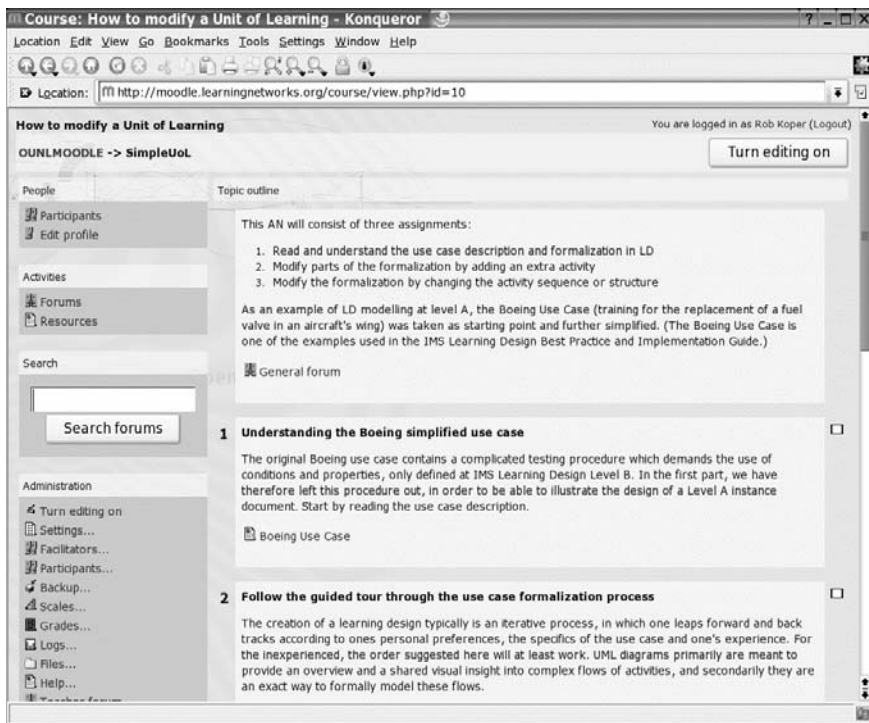 Course: How to modify a Unit of Learning - Konqueror
Location Edit View Go Bookmarks Tools Settings Window Help
Location: http://moodle.learningnetworks.org/course/view.php?id=10
How to modify a Unit of Learning
You are logged in as Rob Koper (Logout)
OUNLMOODLE -> SimpleUoL
Turn editing on
People
Participants
Edit profile
Activities
Forums
Resources
Search
Search forums
Administration
Turn editing on
Settings...
Facilitators...
Participants...
Backup...
Scales...
Grades...
Logs...
Files...
Help...
Teacher forum
Topic outline
This AN will consist of three assignments:
1. Read and understand the use case description and formalization in LD
2. Modify parts of the formalization by adding an extra activity
3. Modify the formalization by changing the activity sequence or structure
As an example of LD modelling at level A, the Boeing Use Case (training for the replacement of a fuel
valve in an aircraft's wing) was taken as starting point and further simplified. (The Boeing Use Case is
one of the examples used in the IMS Learning Design Best Practice and Implementation Guide.)
General forum
1 Understanding the Boeing simplified use case
The original Boeing use case contains a complicated testing procedure which demands the use of
conditions and properties, only defined at IMS Learning Design Level B. In the first part, we have
therefore left this procedure out, in order to be able to illustrate the design of a Level A instance
document. Start by reading the use case description.
Boeing Use Case
2 Follow the guided tour through the use case formalization process
The creation of a learning design typically is an iterative process, in which one leaps forward and back
tracks according to ones personal preferences, the specifics of the use case and one's experience. For
the inexperienced, the order suggested here will at least work. UML diagrams primarily are meant to
provide an overview and a shared visual insight into complex flows of activities, and secondarily they are
an exact way to formally model these flows.